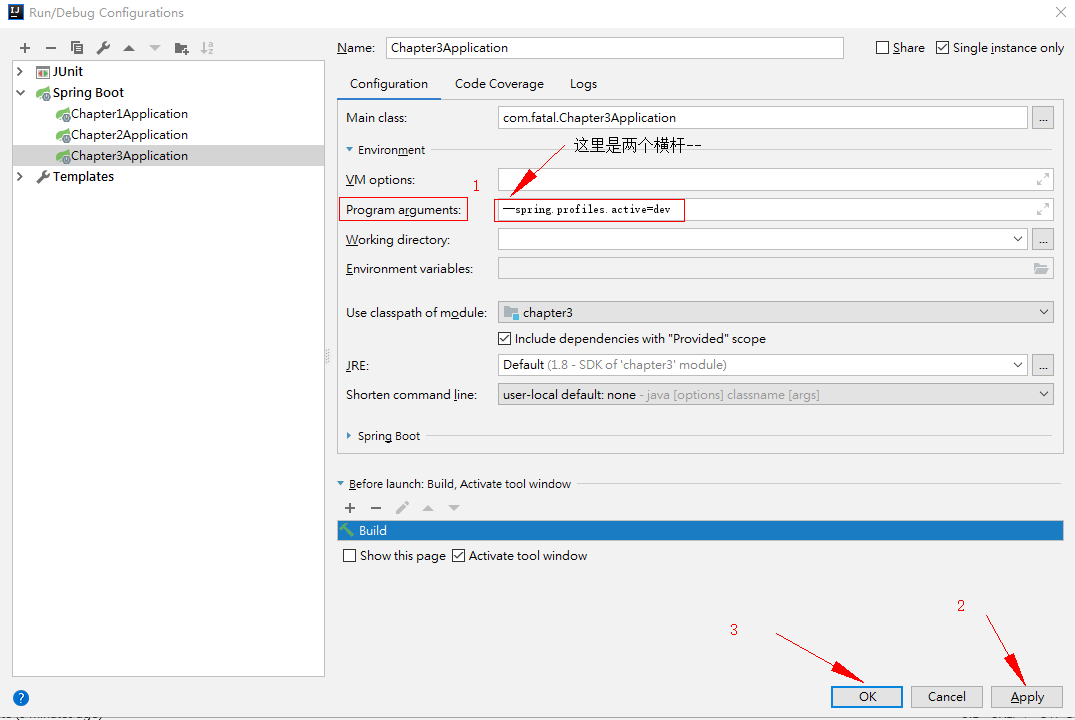 Run/Debug Configurations
Name: Chapter3Application Share Single instance only
JUnit
Spring Boot
Chapter1Application
Chapter2Application
Chapter3Application
Templates
Configuration Code Coverage Logs
Main class: com.fatal.Chapter3Application ...
Environment 这里是两个横杆--
VM options:
1
Program arguments: --spring.profiles.active=dev
Working directory: ...
Environment variables:
Use classpath of module: chapter3
Include dependencies with "Provided" scope
JRE: Default (1.8 - SDK of 'chapter3' module) ...
Shorten command line: user-local default: none - java [options] classname [args]
Spring Boot
Before launch: Build, Activate tool window
Build
Show this page Activate tool window
2
3
? OK Cancel Apply